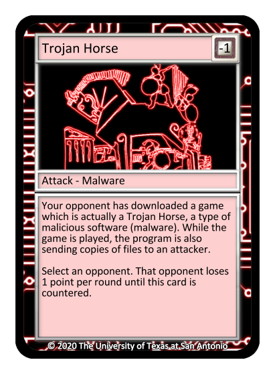 Trojan Horse
-1
Attack - Malware
Your opponent has downloaded a game
which is actually a Trojan Horse, a type of
malicious software (malware). While the
game is played, the program is also
sending copies of files to an attacker.
Select an opponent. That opponent loses
1 point per round until this card is
countered.
© 2020 The University of Texas at San Antonio